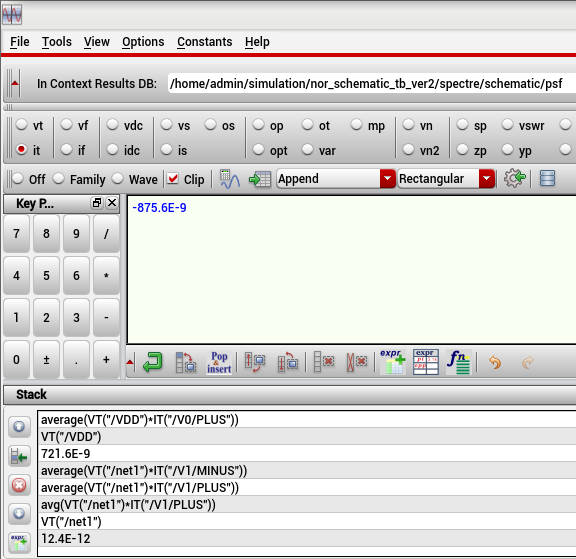 File Tools View Options Constants Help
In Context Results DB: /home/admin/simulation/nor_schematic_tb_ver2/spectre/schematic/psf
vt vf vdc vs os op ot mp vn sp vswr
it if idc is opt var vn2 zp yp
Off Family Wave Clip Append Rectangular
Key P...
7 8 9 /
4 5 6 *
1 2 3 -
0 ± . +
-875.6E-9
Pop & insert expr expr fn
Stack
average(VT("/VDD")*IT("/V0/PLUS"))
VT("/VDD")
721.6E-9
average(VT("/net1")*IT("/V1/MINUS"))
average(VT("/net1")*IT("/V1/PLUS"))
avg(VT("/net1")*IT("/V1/PLUS"))
VT("/net1")
expr 12.4E-12